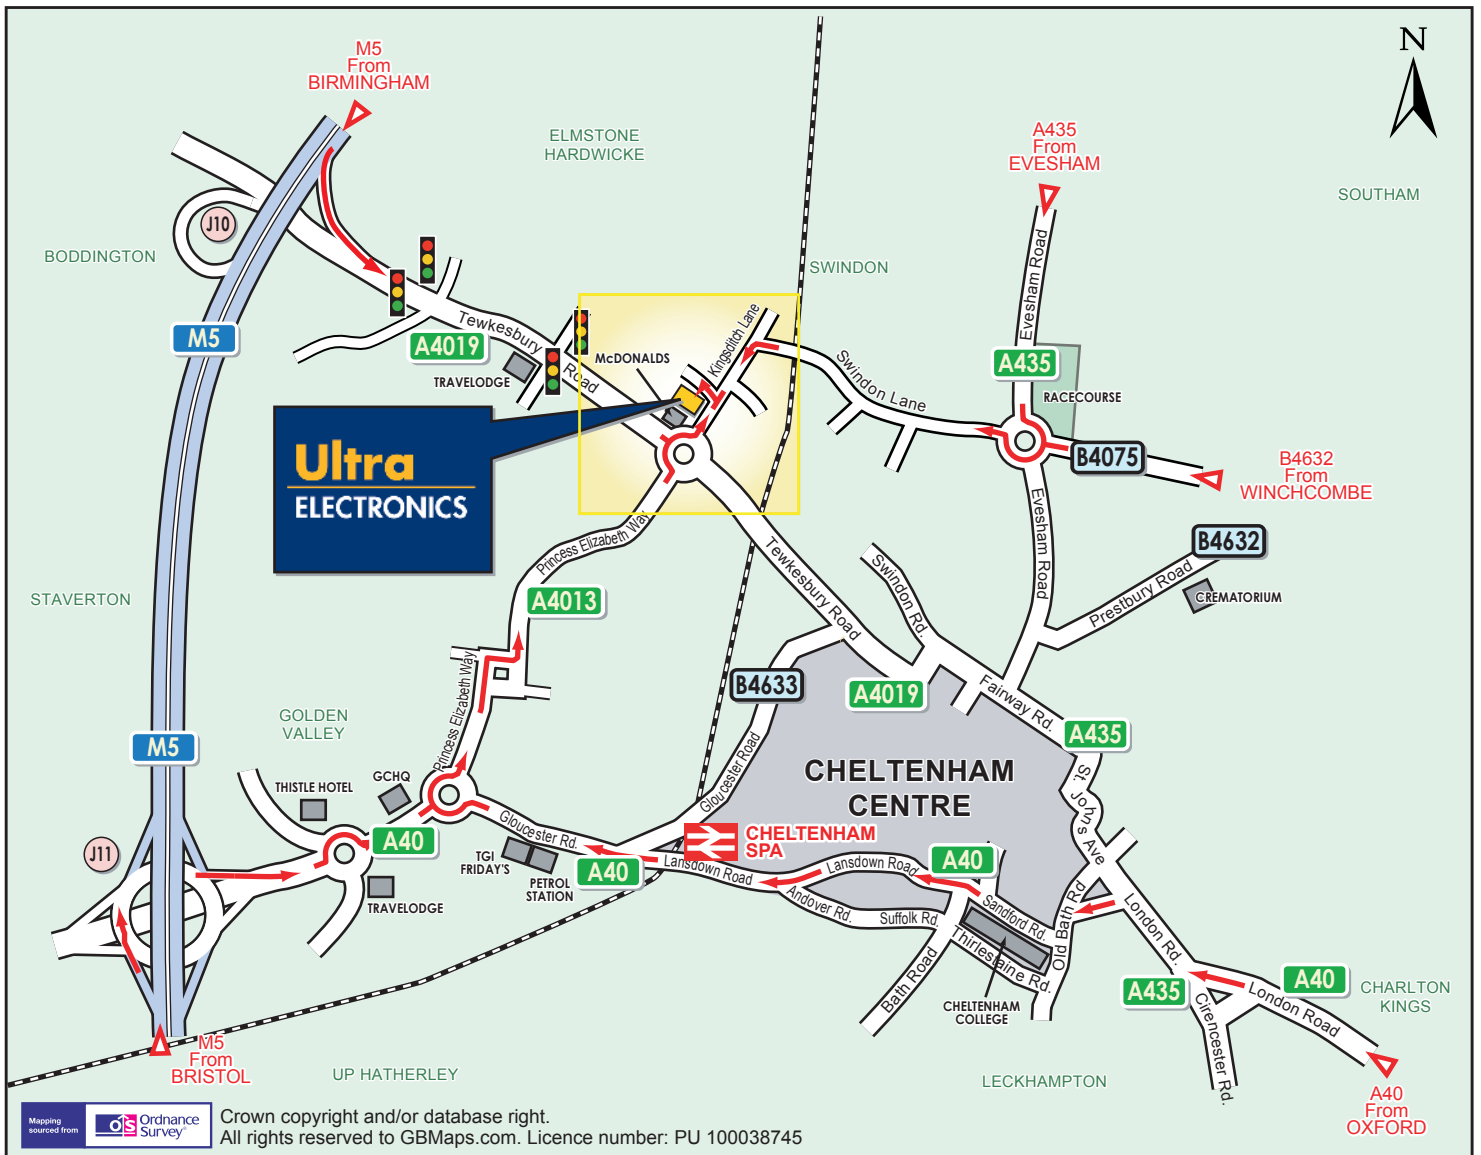 M5
From
BIRMINGHAM
N
ELMSTONE
HARDWICKE
A435
From
EVESHAM
SOUTHAM
J10
BODDINGTON
SWINDON
Evesham Road
M5
Tewkesbury
Road
A4019
TRAVELODGE
McDONALDS
Kingsditch Lane
Swindon Lane
A435
RACECOURSE
B4075
B4632
From
WINCHCOMBE
Ultra
ELECTRONICS
Princess Elizabeth Way
A4013
Tewkesbury Road
Swindon Rd.
Evesham Road
B4632
Prestbury Road
CREMATORIUM
STAVERTON
Princess Elizabeth Way
B4633
A4019
Fairway Rd.
A435
GOLDEN
VALLEY
M5
THISTLE HOTEL
GCHQ
Gloucester Road
CHELTENHAM
CENTRE
St. John's Ave
J11
A40
Gloucester Rd.
TGI
FRIDAY'S
PETROL
STATION
A40
CHELTENHAM
SPA
Lansdown Road
Lansdown Road
A40
TRAVELODGE
Andover Rd.
Suffolk Rd.
Sandford Rd.
Old Bath Rd
London Rd.
Thirlestaine Rd.
Bath Road
CHELTENHAM
COLLEGE
A435
A40
London Road
Cirencester Rd.
CHARLTON
KINGS
M5
From
BRISTOL
UP HATHERLEY
LECKHAMPTON
A40
From
OXFORD
Mapping
sourced from
OS
Ordnance
Survey®
Crown copyright and/or database right.
All rights reserved to GBMaps.com. Licence number: PU 100038745